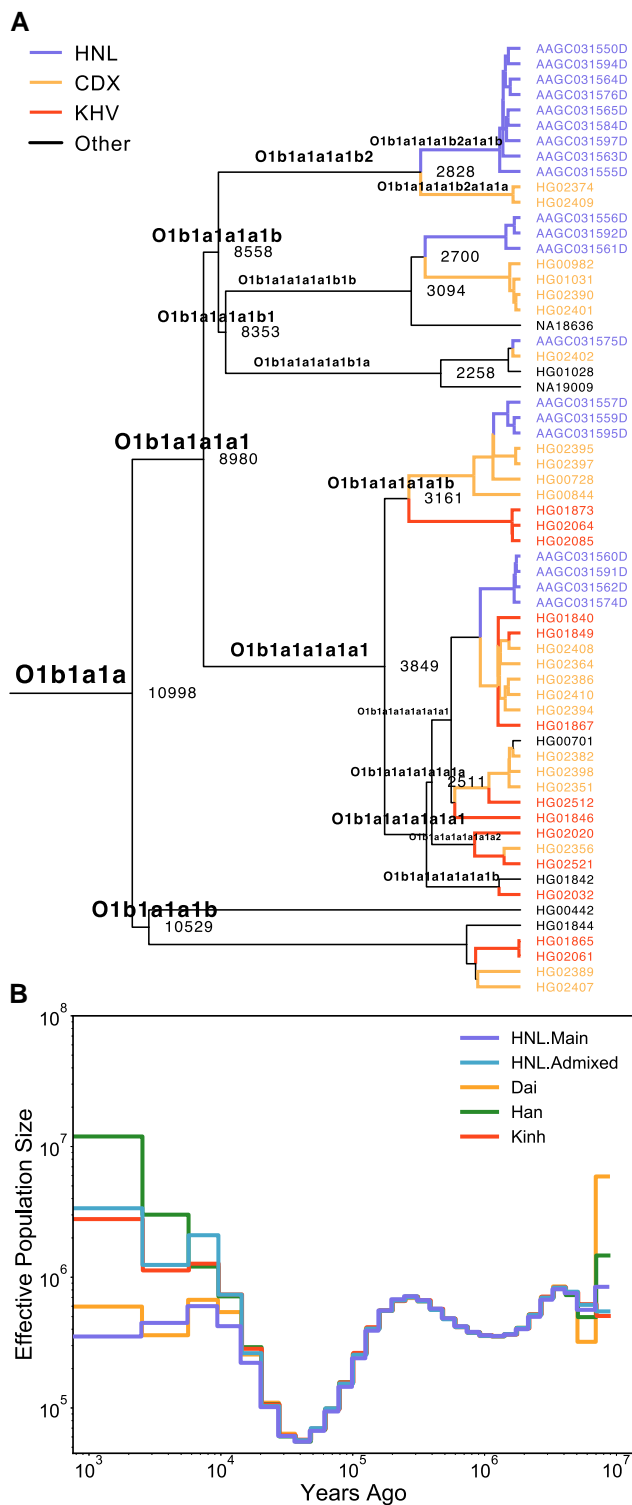 A
HNL
CDX
KHV
Other
AAGC031550D
AAGC031594D
AAGC031564D
AAGC031576D
AAGC031565D
AAGC031584D
AAGC031597D
AAGC031563D
AAGC031555D
HG02374
HG02409
AAGC031556D
AAGC031592D
AAGC031561D
HG00982
HG01031
HG02390
HG02401
NA18636
AAGC031575D
HG02402
HG01028
NA19009
AAGC031557D
AAGC031559D
AAGC031595D
HG02395
HG02397
HG00728
HG00844
HG01873
HG02064
HG02085
AAGC031560D
AAGC031591D
AAGC031562D
AAGC031574D
HG01840
HG01849
HG02408
HG02364
HG02386
HG02410
HG02394
HG01867
HG00701
HG02382
HG02398
HG02351
HG02512
HG01846
HG02020
HG02356
HG02521
HG01842
HG02032
HG00442
HG01844
HG01865
HG02061
HG02389
HG02407
O1b1a1a1a1b2a1a1b
O1b1a1a1a1b2
2828
O1b1a1a1a1b2a1a1a
O1b1a1a1a1b
8558
2700
O1b1a1a1a1a1b1b
3094
O1b1a1a1a1b1
8353
O1b1a1a1a1a1b1a
2258
O1b1a1a1a1
8980
O1b1a1a1a1a1b
3161
O1b1a1a1a1a1
3849
O1b1a1a
10998
O1b1a1a1a1a1a1a1
O1b1a1a1a1a1a1a
2511
O1b1a1a1a1a1a1
O1b1a1a1a1a1a1a2
O1b1a1a1a1a1a1b
O1b1a1a1b
10529
B
HNL.Main
HNL.Admixed
Dai
Han
Kinh
10^8
10^7
10^6
10^5
Effective Population Size
10^3 10^4 10^5 10^6 10^7
Years Ago